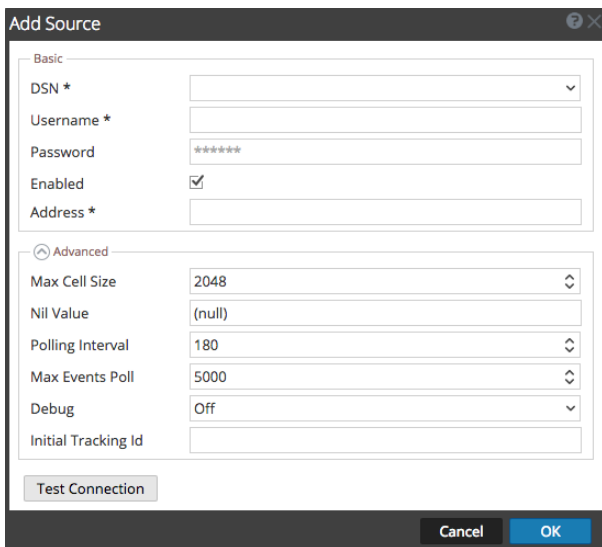 Add Source
Basic
DSN *
Username *
Password ******
Enabled
Address *
Advanced
Max Cell Size 2048
Nil Value (null)
Polling Interval 180
Max Events Poll 5000
Debug Off
Initial Tracking Id
Test Connection
Cancel OK